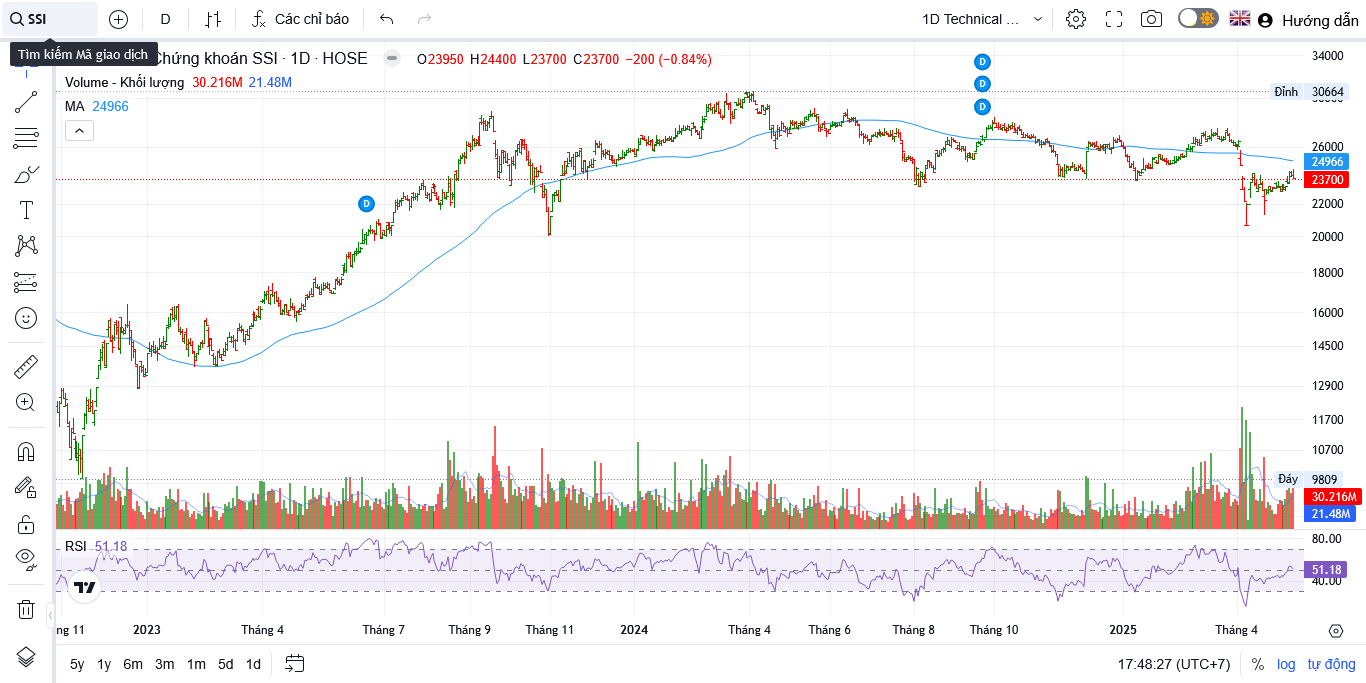 SSI D Các chỉ báo 1D Technical ... Hướng dẫn
Tìm kiếm Mã giao dịch
Chứng khoán SSI · 1D · HOSE O23950 H24400 L23700 C23700 −200 (−0.84%)
Volume - Khối lượng 30.216M 21.48M
MA 24966
D
D
D
D
34000
Đỉnh 30664
26000
24966
23700
22000
20000
18000
16000
14500
12900
11700
10700
Đáy 9809
30.216M
21.48M
RSI 51.18
80.00
51.18
40.00
ng 11 2023 Tháng 4 Tháng 7 Tháng 9 Tháng 11 2024 Tháng 4 Tháng 6 Tháng 8 Tháng 10 2025 Tháng 4
5y 1y 6m 3m 1m 5d 1d 17:48:27 (UTC+7) % log tự động